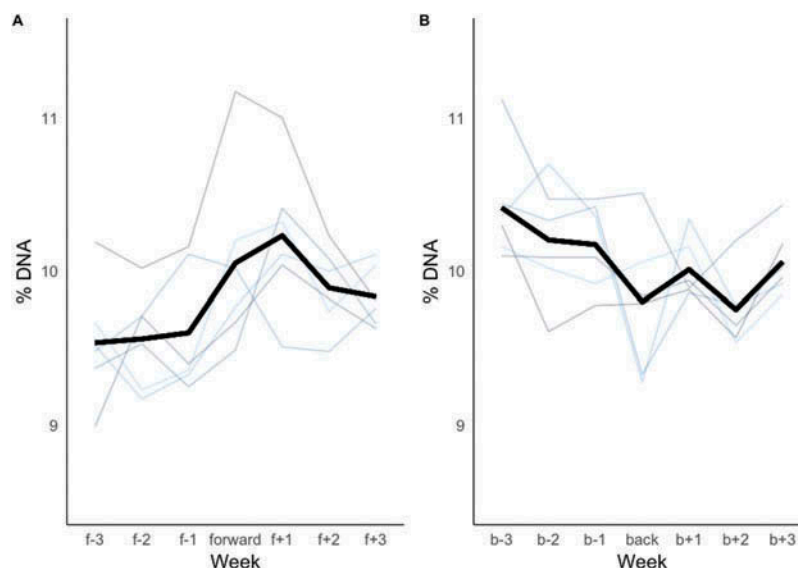 A
% DNA
11
10
9
f-3 f-2 f-1 forward f+1 f+2 f+3
Week
B
% DNA
11
10
9
b-3 b-2 b-1 back b+1 b+2 b+3
Week